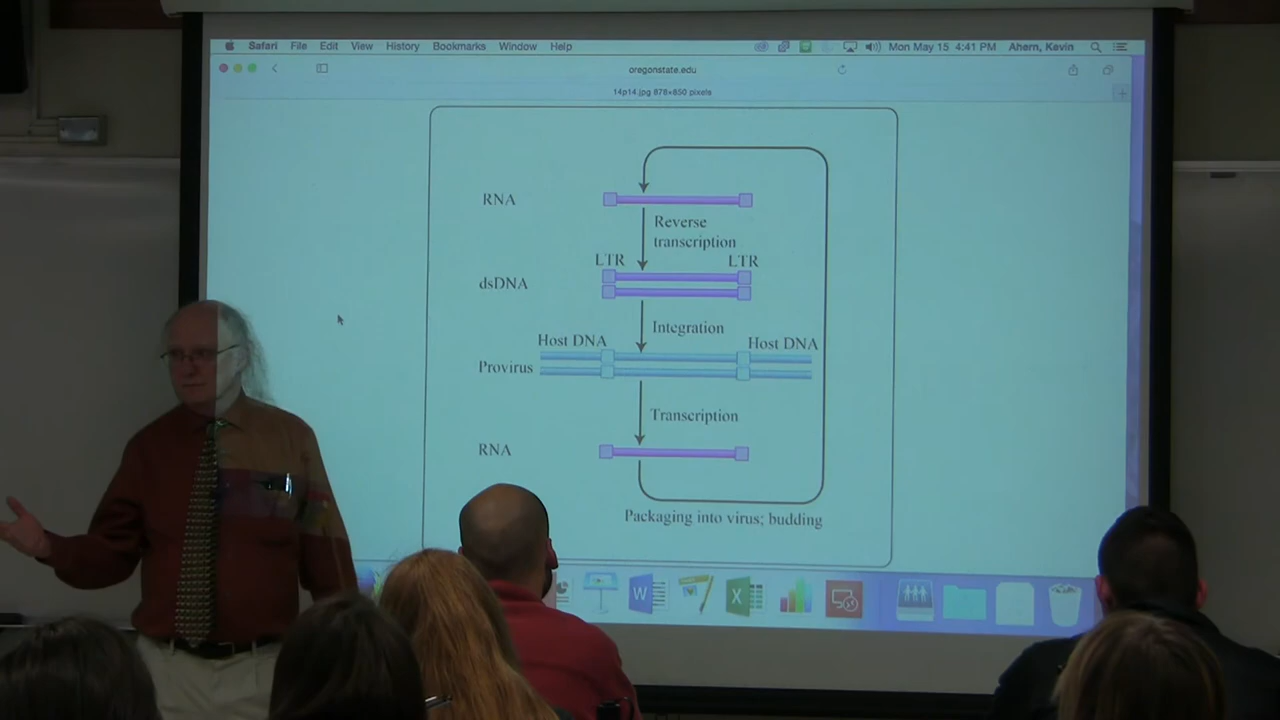 Safari File Edit View History Bookmarks Window Help Mon May 15 4:41 PM Ahern, Kevin
oregonstate.edu
14p14.jpg 878×650 pixels
RNA
Reverse
transcription
LTR LTR
dsDNA
Integration
Host DNA Host DNA
Provirus
Transcription
RNA
Packaging into virus; budding
W X